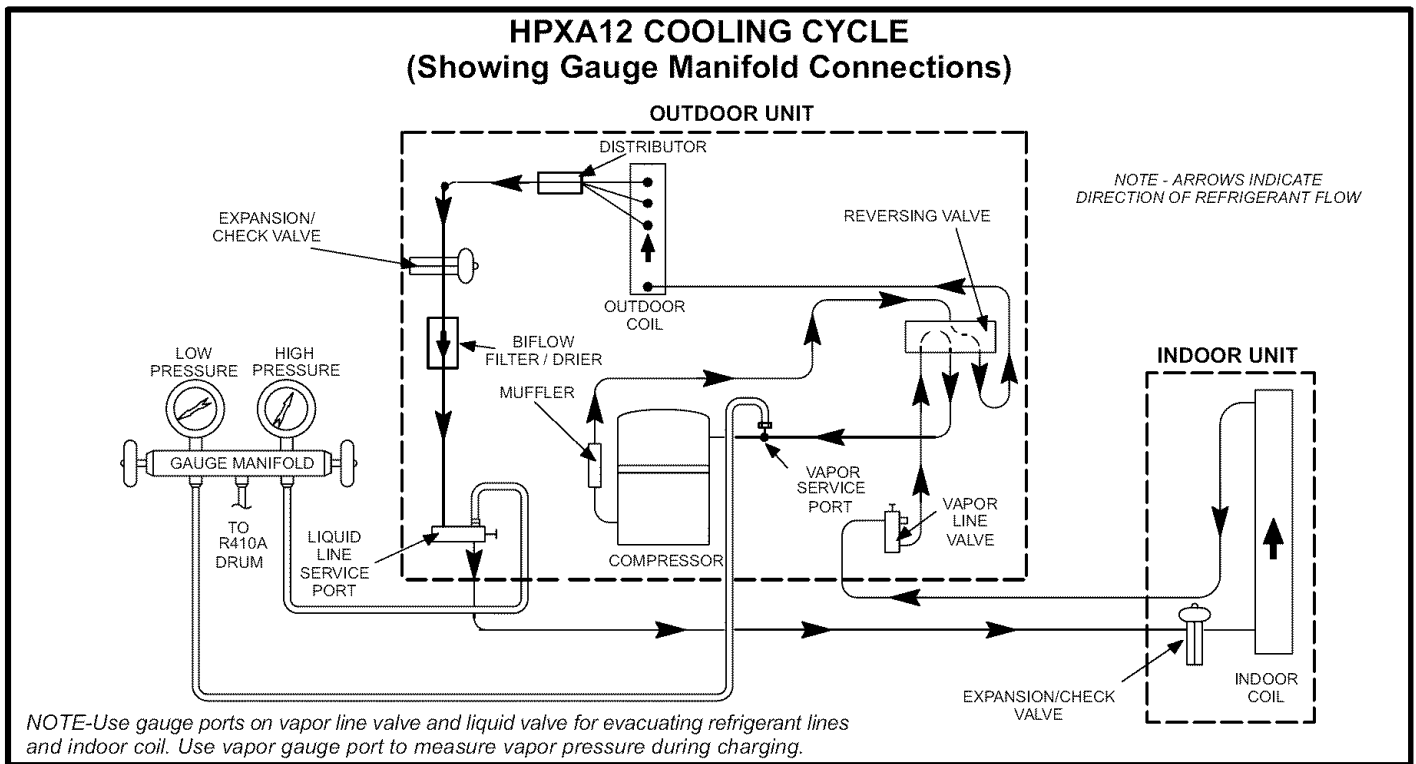 HPXA12 COOLING CYCLE
(Showing Gauge Manifold Connections)
OUTDOOR UNIT
DISTRIBUTOR
NOTE - ARROWS INDICATE
DIRECTION OF REFRIGERANT FLOW
EXPANSION/
CHECK VALVE
REVERSING VALVE
OUTDOOR
COIL
BIFLOW
FILTER / DRIER
LOW
PRESSURE
HIGH
PRESSURE
INDOOR UNIT
MUFFLER
GAUGE MANIFOLD
VAPOR
SERVICE
PORT
VAPOR
LINE
VALVE
TO
R410A
DRUM
LIQUID
LINE
SERVICE
PORT
COMPRESSOR
EXPANSION/CHECK
VALVE
INDOOR
COIL
NOTE-Use gauge ports on vapor line valve and liquid valve for evacuating refrigerant lines
and indoor coil. Use vapor gauge port to measure vapor pressure during charging.